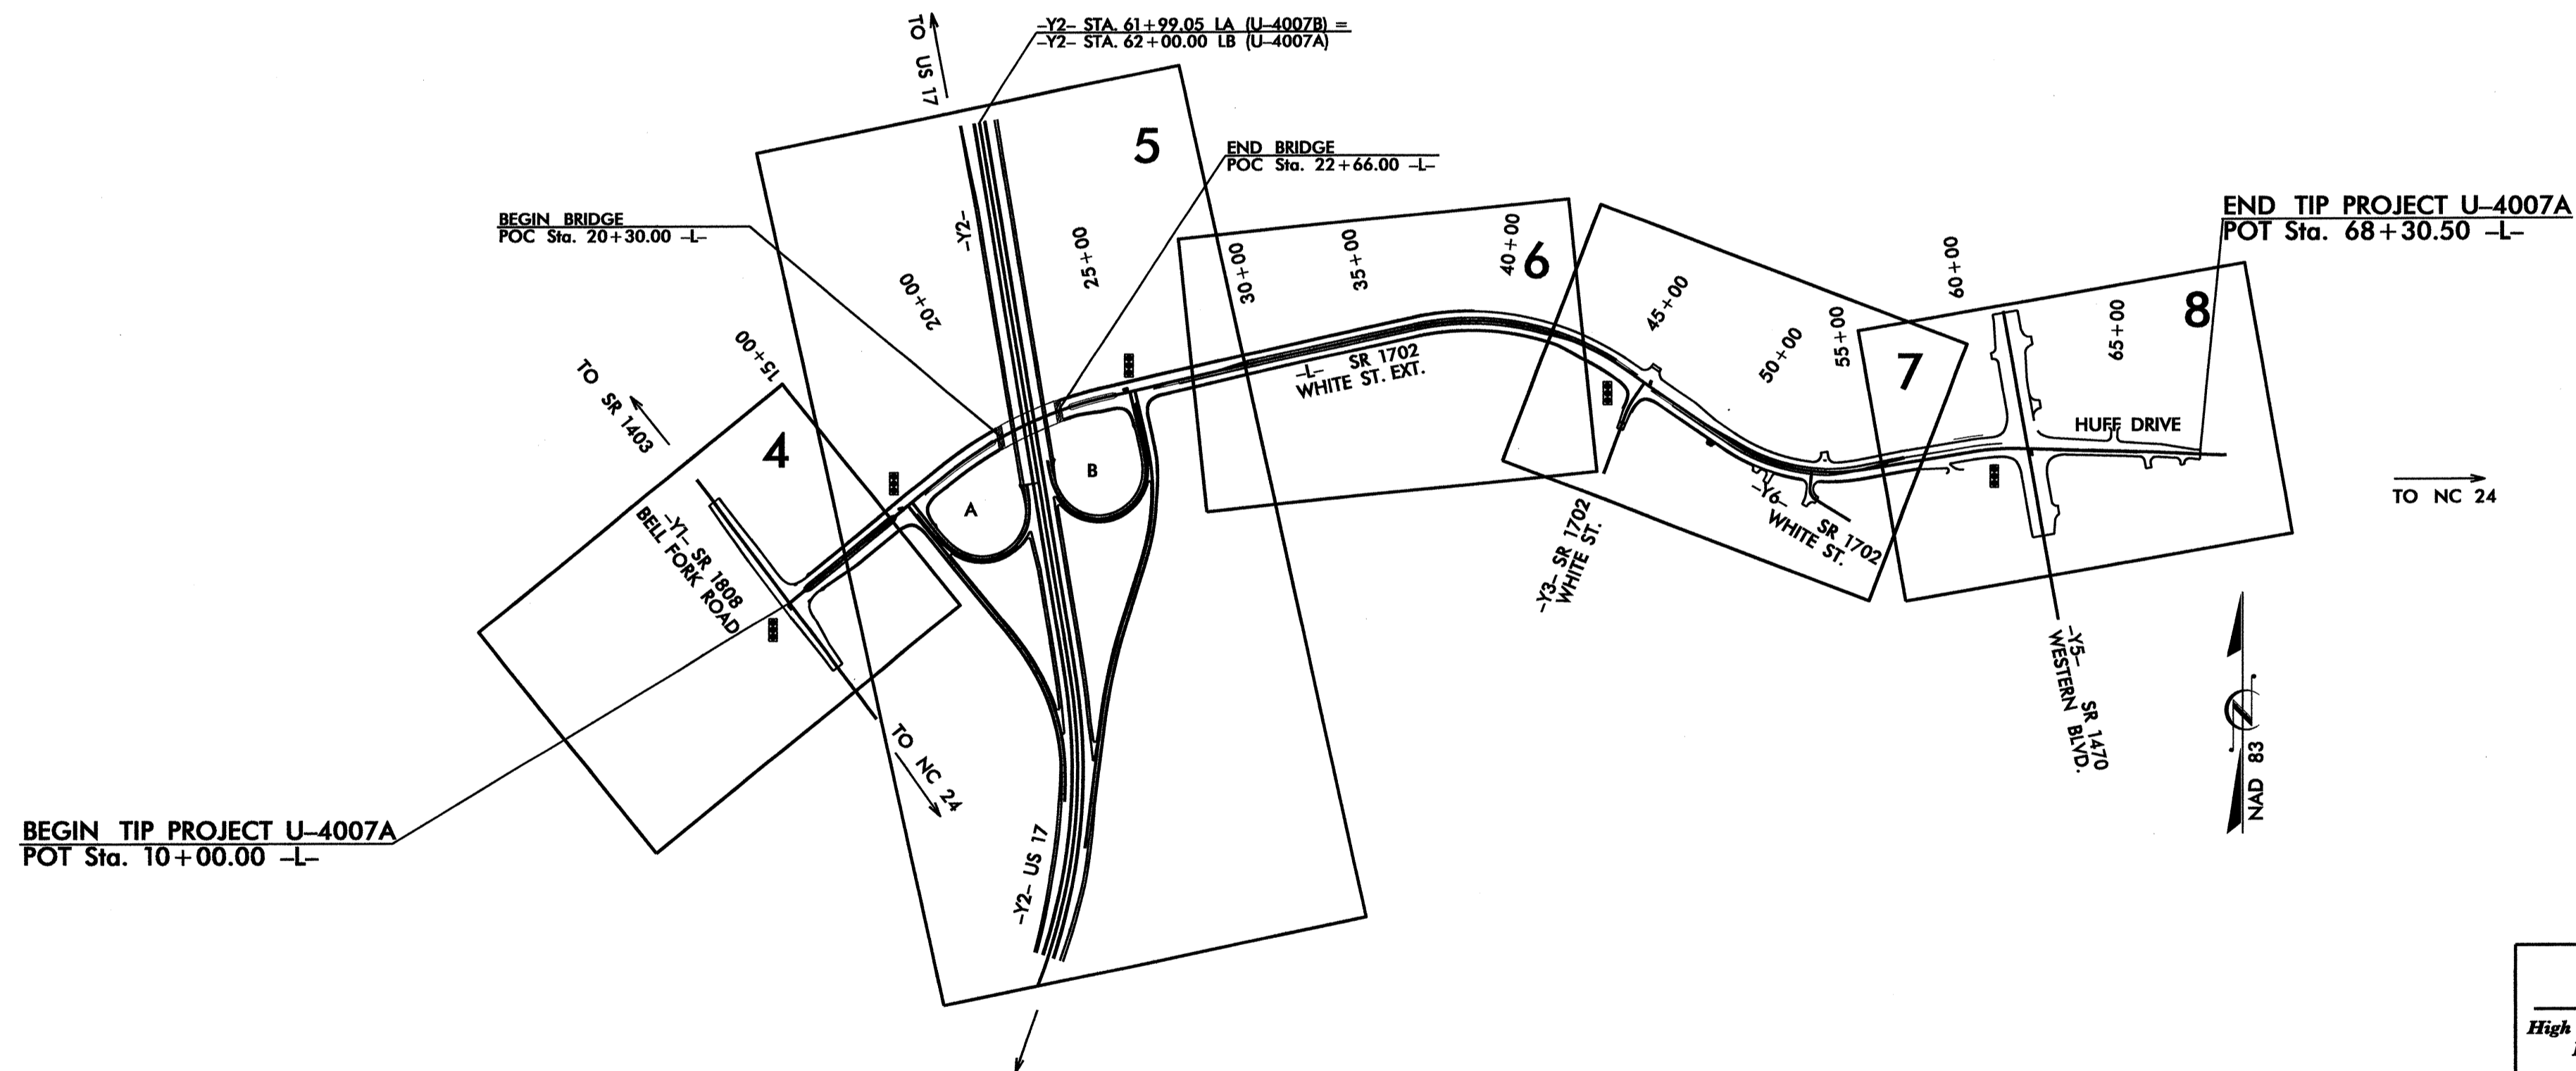 TO US 17
–Y2– STA. 61+99.05 LA (U–4007B) =
–Y2– STA. 62+00.00 LB (U–4007A)
5
END BRIDGE
POC Sta. 22+66.00 –L–
BEGIN BRIDGE
POC Sta. 20+30.00 –L–
–Y2–
20+00
25+00
15+00
TO SR 1403
4
30+00
35+00
40+00
6
–L– SR 1702
WHITE ST. EXT.
45+00
50+00
55+00
7
60+00
65+00
8
END TIP PROJECT U–4007A
POT Sta. 68+30.50 –L–
HUFF DRIVE
TO NC 24
A
B
–Y1– SR 1808
BELL FORK ROAD
–Y3– SR 1702
WHITE ST.
–Y6– SR 1702
WHITE ST.
–Y5– SR 1470
WESTERN BLVD.
NAD 83
TO NC 24
BEGIN TIP PROJECT U–4007A
POT Sta. 10+00.00 –L–
–Y2– US 17
High